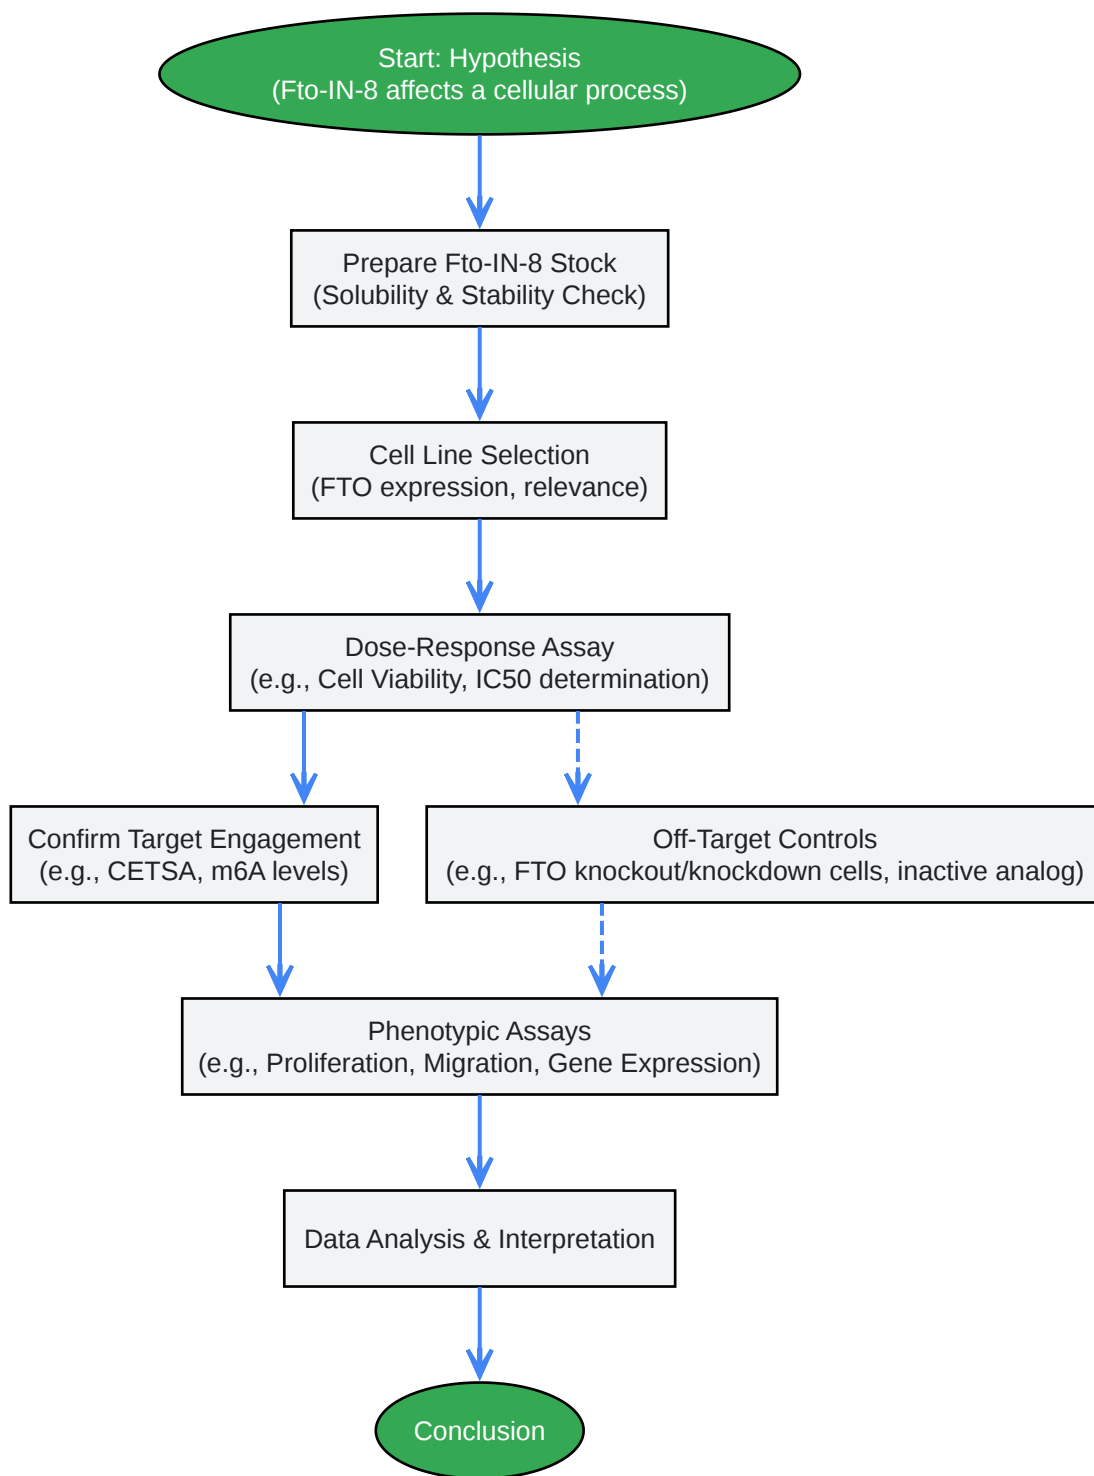 Start: Hypothesis
(Fto-IN-8 affects a cellular process)
Prepare Fto-IN-8 Stock
(Solubility & Stability Check)
Cell Line Selection
(FTO expression, relevance)
Dose-Response Assay
(e.g., Cell Viability, IC50 determination)
Confirm Target Engagement
(e.g., CETSA, m6A levels)
Off-Target Controls
(e.g., FTO knockout/knockdown cells, inactive analog)
Phenotypic Assays
(e.g., Proliferation, Migration, Gene Expression)
Data Analysis & Interpretation
Conclusion